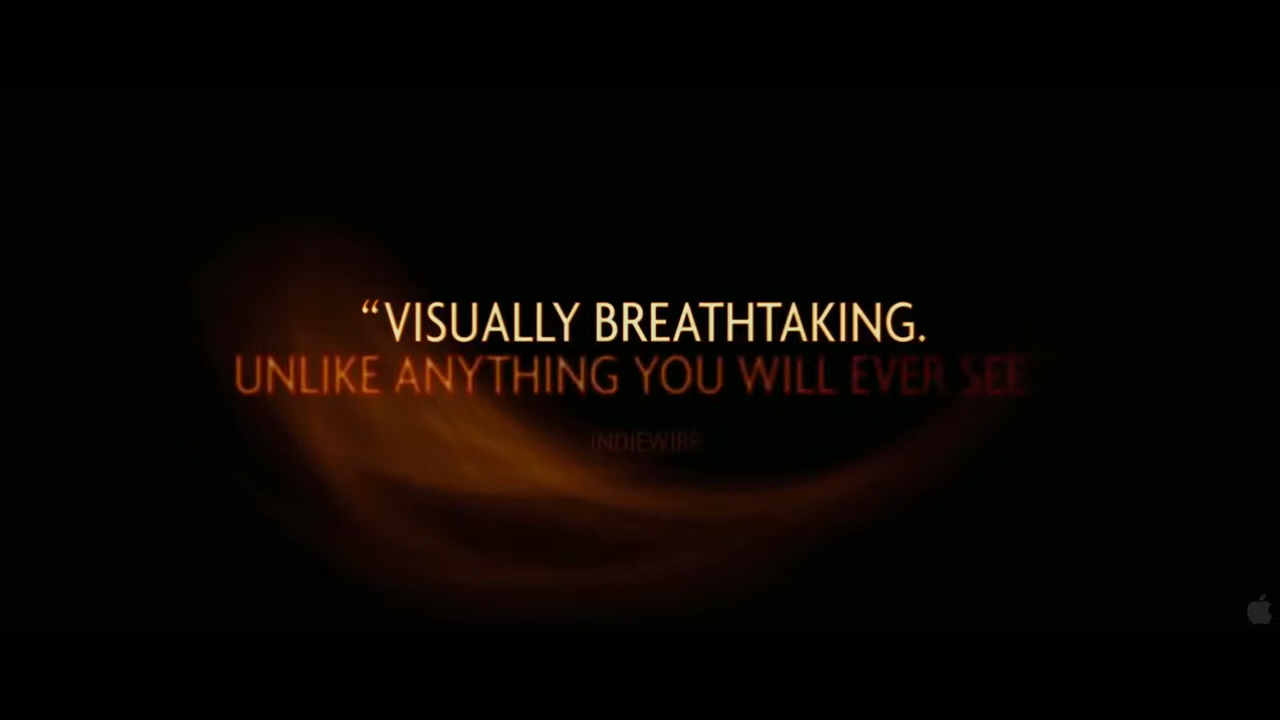 “VISUALLY BREATHTAKING.
UNLIKE ANYTHING YOU WILL EVER SEE
INDIEWIRE